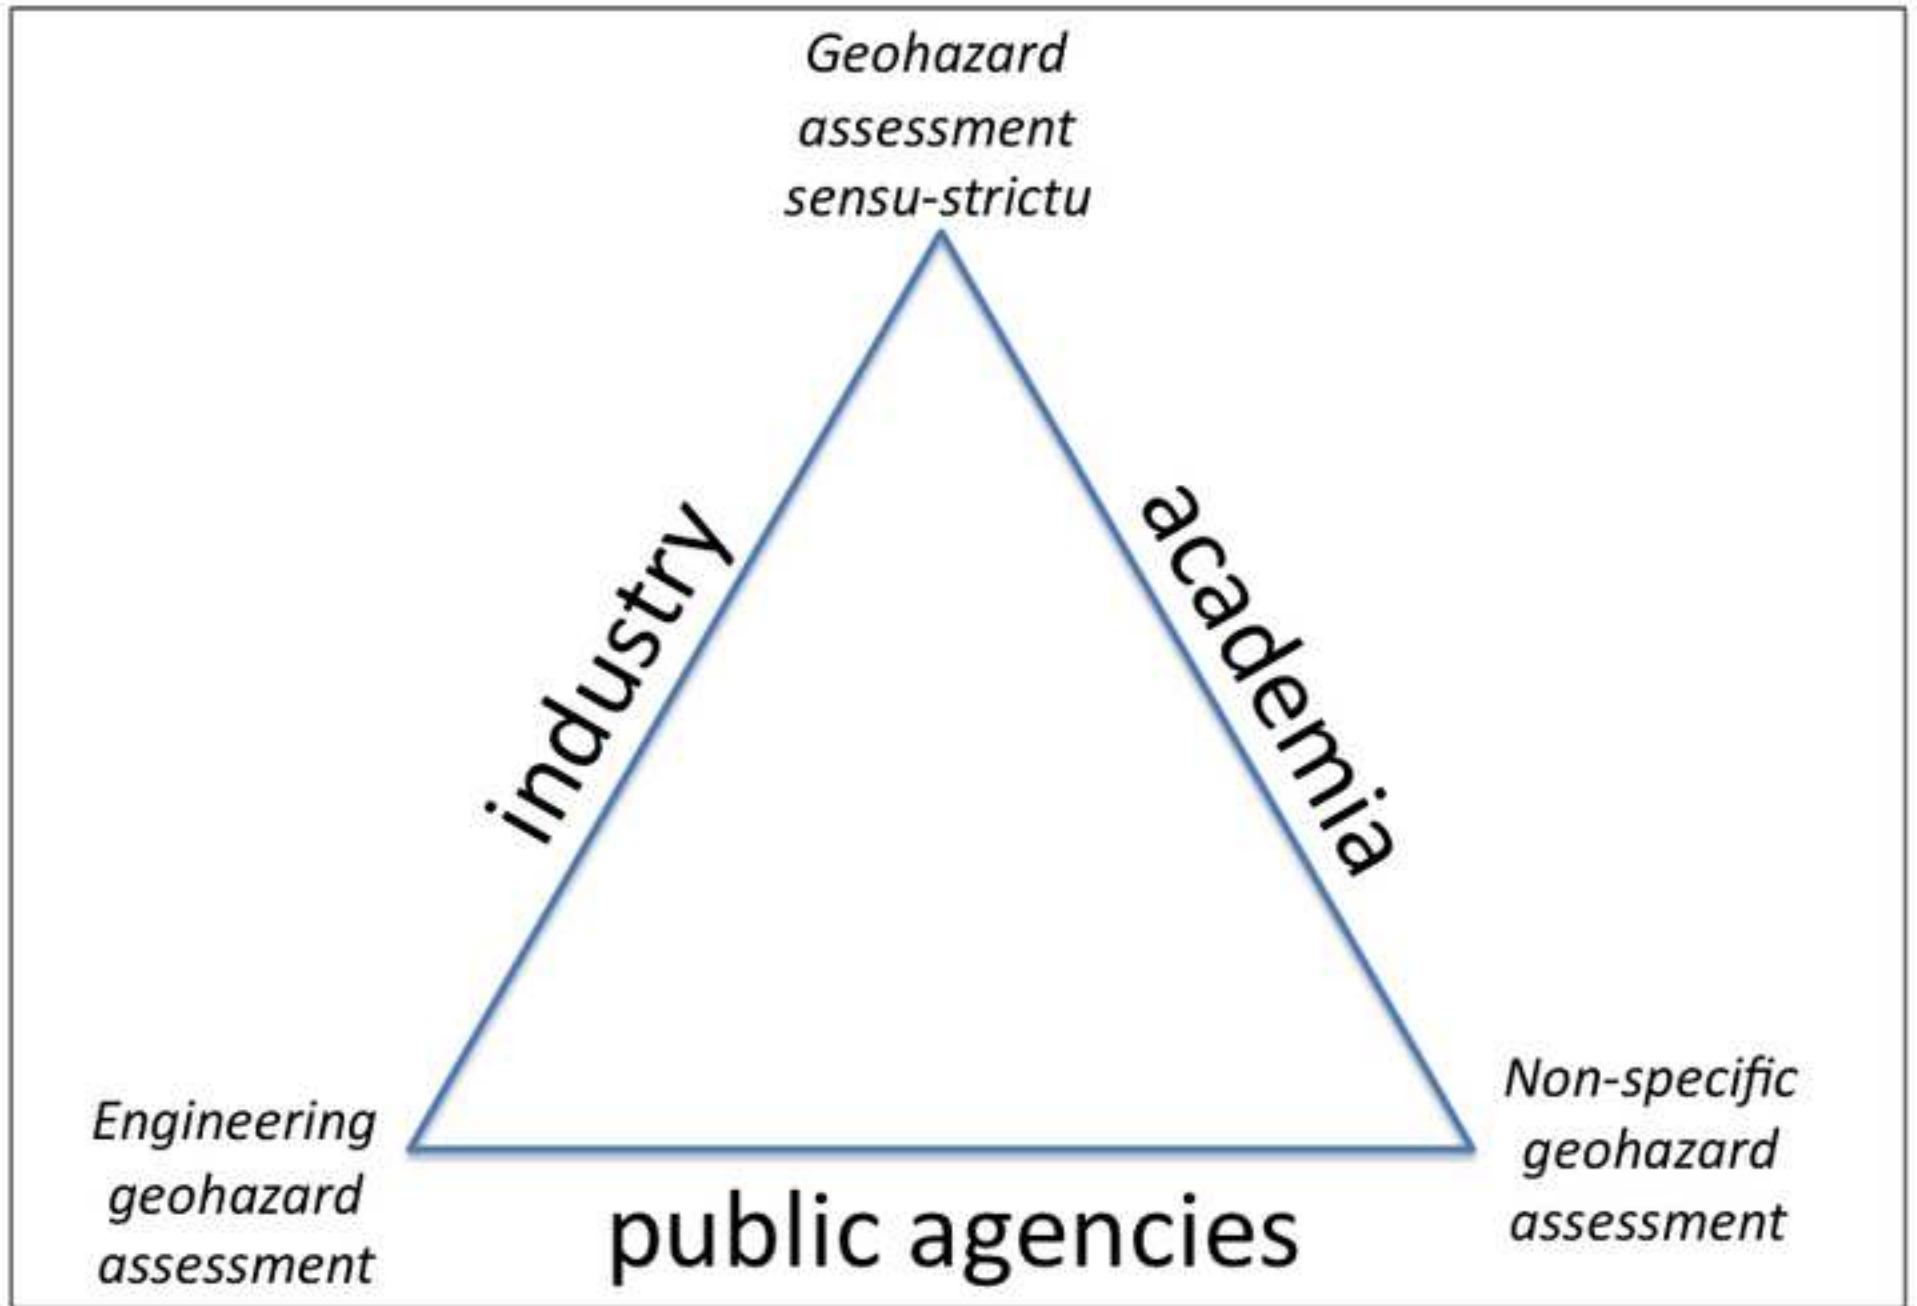 Geohazard
assessment
sensu-strictu
industry
academia
Engineering
geohazard
assessment
public agencies
Non-specific
geohazard
assessment